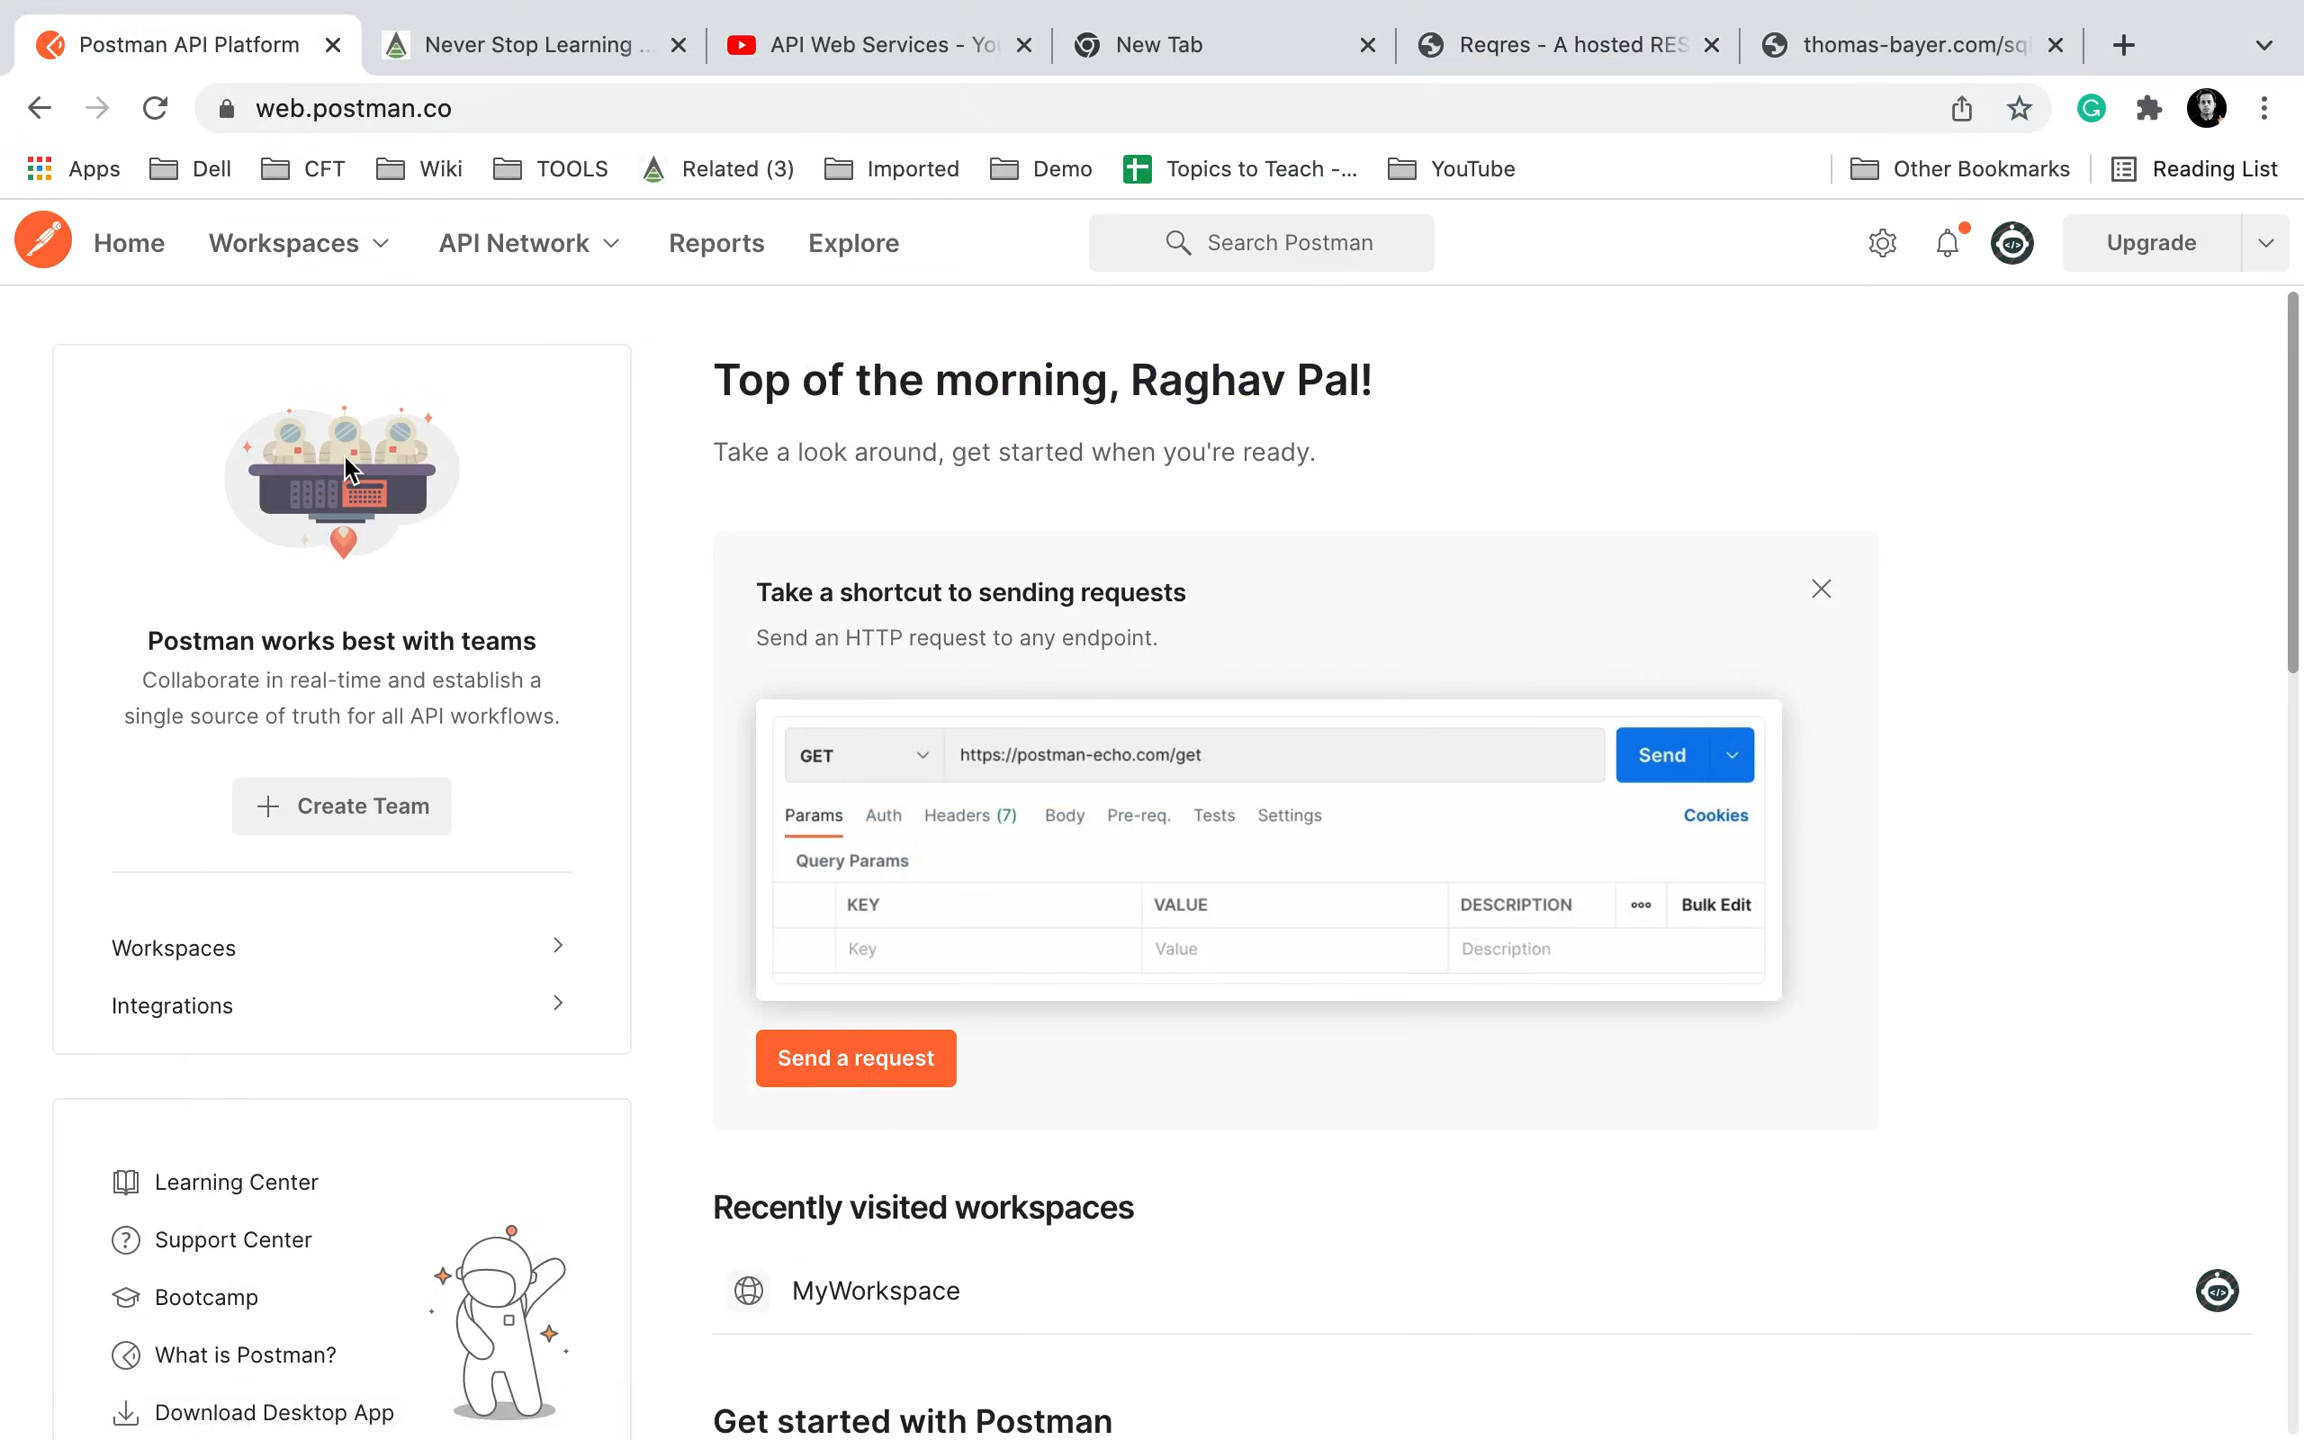 Postman API Platform
Never Stop Learning ...
API Web Services - You
New Tab
Reqres - A hosted RES
thomas-bayer.com/sql
web.postman.co
Apps
Dell
CFT
Wiki
TOOLS
Related (3)
Imported
Demo
Topics to Teach -...
YouTube
Other Bookmarks
Reading List
Home
Workspaces
API Network
Reports
Explore
Search Postman
Upgrade
Postman works best with teams
Collaborate in real-time and establish a
single source of truth for all API workflows.
Create Team
Workspaces
Integrations
Learning Center
Support Center
Bootcamp
What is Postman?
Download Desktop App
Top of the morning, Raghav Pal!
Take a look around, get started when you're ready.
Take a shortcut to sending requests
Send an HTTP request to any endpoint.
GET
https://postman-echo.com/get
Send
Params
Auth
Headers (7)
Body
Pre-req.
Tests
Settings
Cookies
Query Params
KEY
VALUE
DESCRIPTION
Bulk Edit
Key
Value
Description
Send a request
Recently visited workspaces
MyWorkspace
Get started with Postman